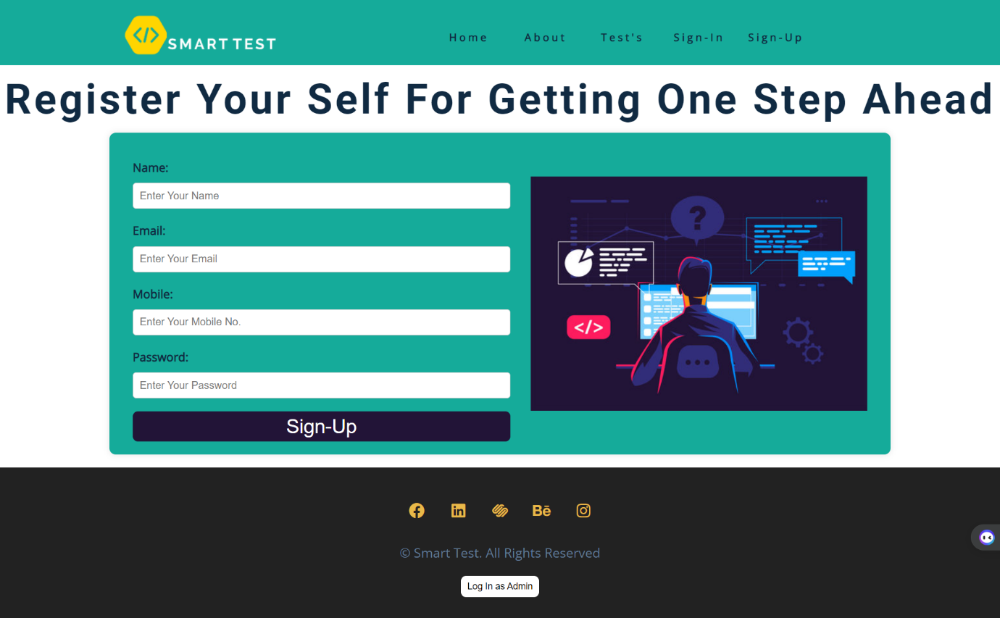 SMART TEST
Home About Test's Sign-In Sign-Up
Register Your Self For Getting One Step Ahead
Name:
Enter Your Name
Email:
Enter Your Email
Mobile:
Enter Your Mobile No.
Password:
Enter Your Password
Sign-Up
?
</>
Bē
© Smart Test. All Rights Reserved
Log In as Admin